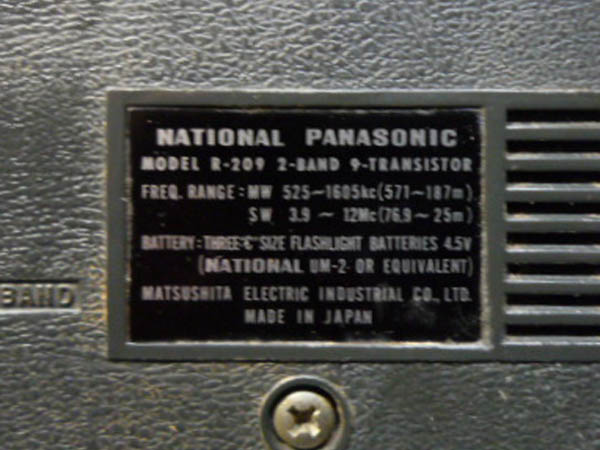 NATIONAL PANASONIC
MODEL R-209 2-BAND 9-TRANSISTOR
FREQ. RANGE: MW 525~1605kc(571~187m)
SW 3.9 ~ 12Mc(76.9~25m)
BATTERY: THREE "C" SIZE FLASHLIGHT BATTERIES 4.5V
(NATIONAL UM-2 OR EQUIVALENT)
BAND
MATSUSHITA ELECTRIC INDUSTRIAL CO., LTD.
MADE IN JAPAN